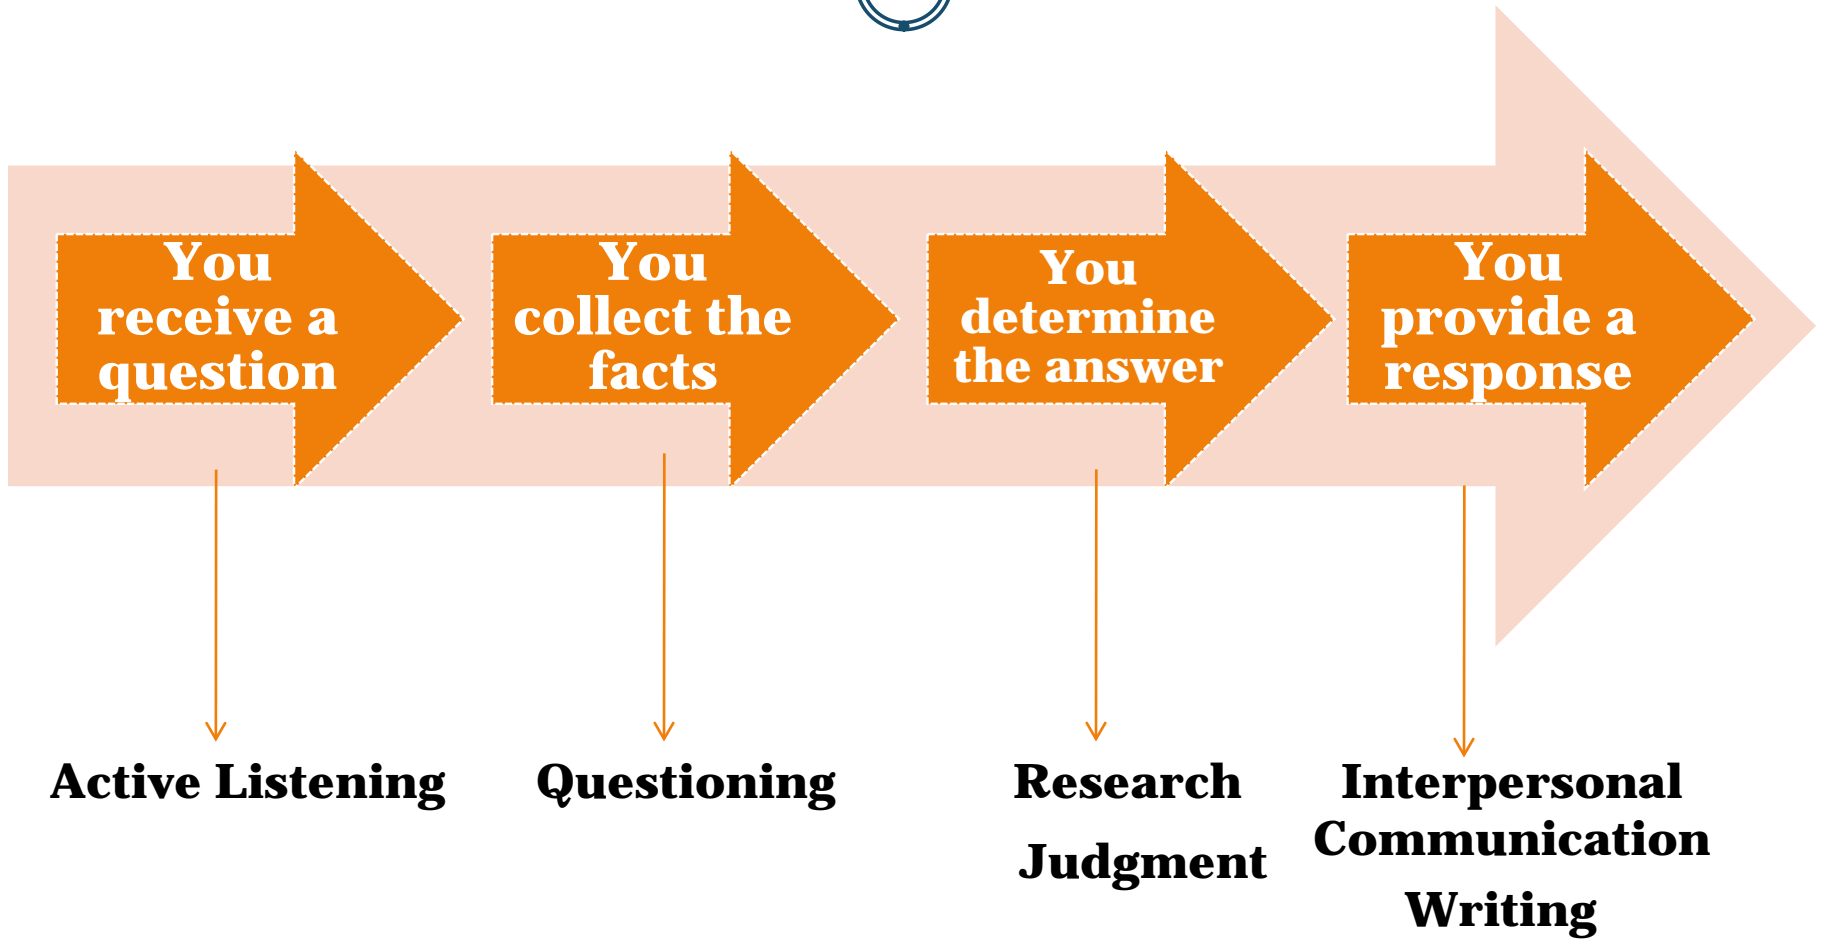 You
receive a
question
You
collect the
facts
You
determine
the answer
You
provide a
response
Active Listening
Questioning
Research
Judgment
Interpersonal
Communication
Writing